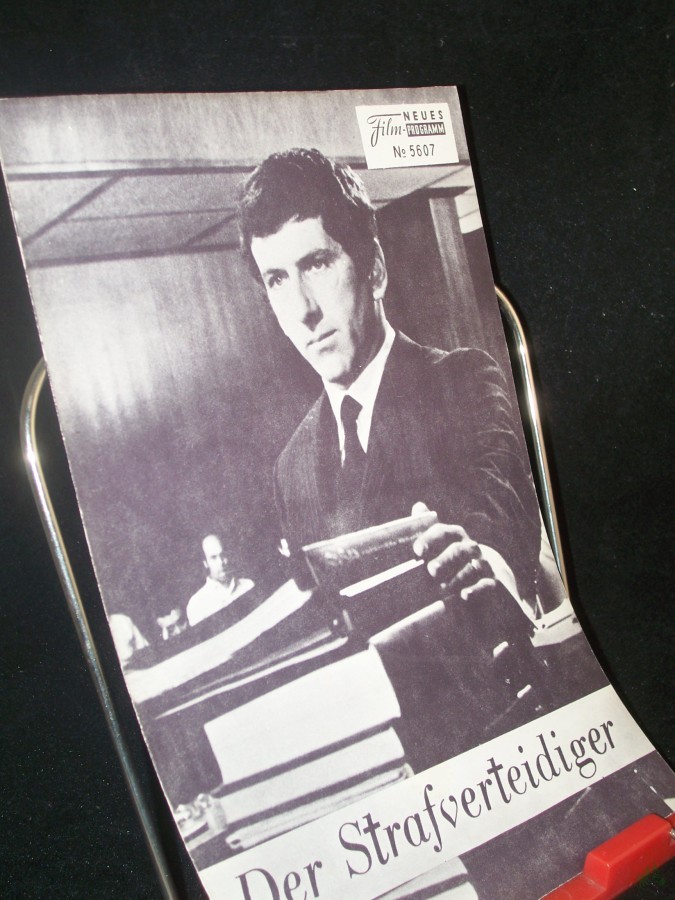 NEUES
Film-PROGRAMM
No 5607
Der Strafverteidiger